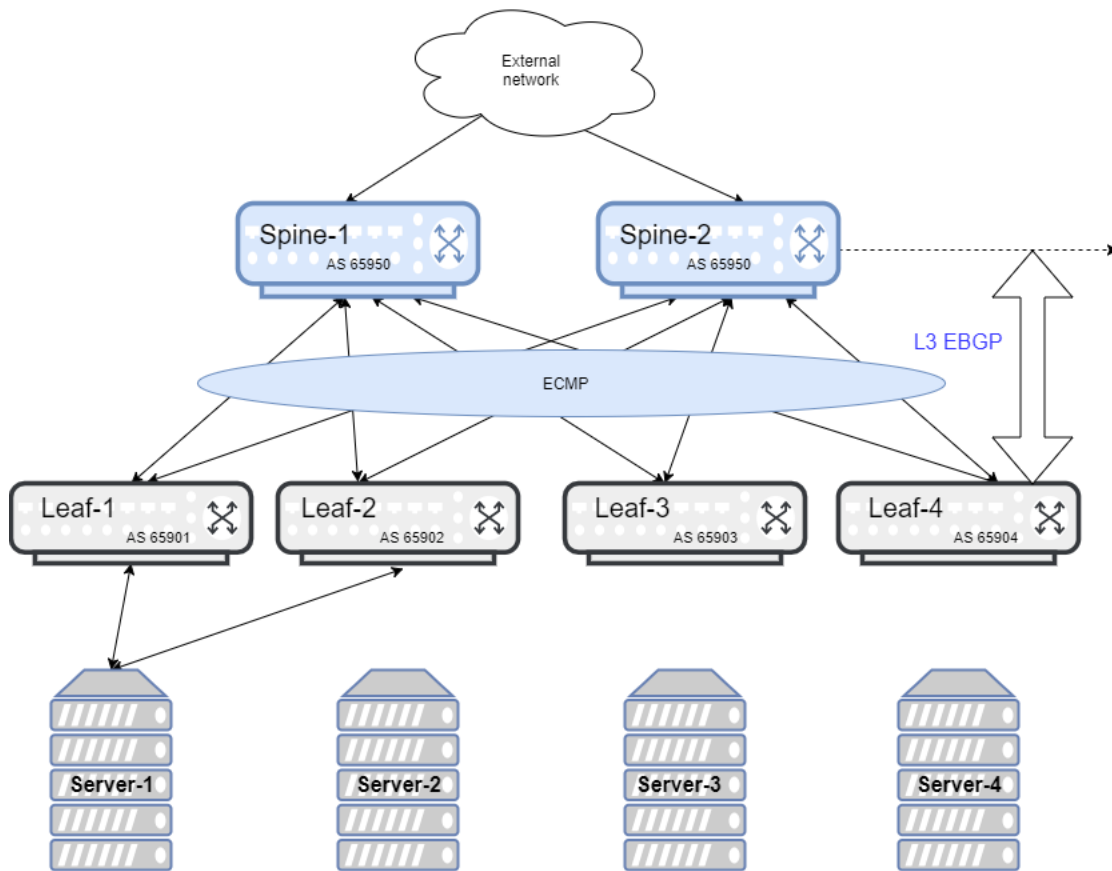 External
network
Spine-1
AS 65950
Spine-2
AS 65950
L3 EBGP
ECMP
Leaf-1
AS 65901
Leaf-2
AS 65902
Leaf-3
AS 65903
Leaf-4
AS 65904
Server-1
Server-2
Server-3
Server-4